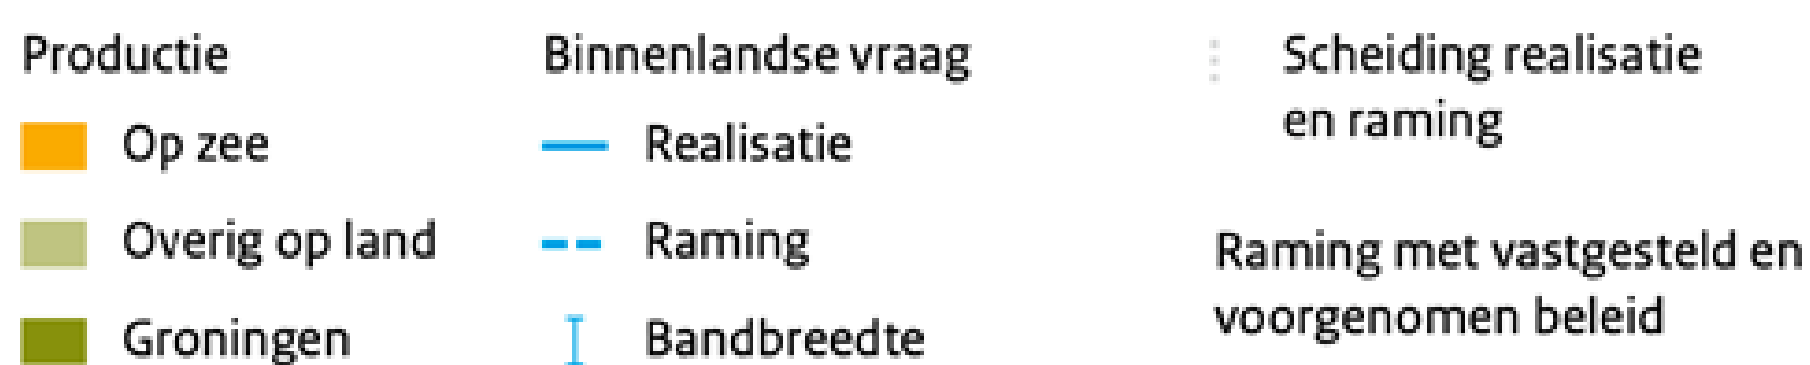 Productie
Op zee
Overig op land
Groningen
Binnenlandse vraag
Realisatie
Raming
Bandbreedte
Scheiding realisatie
en raming
Raming met vastgesteld en
voorgenomen beleid